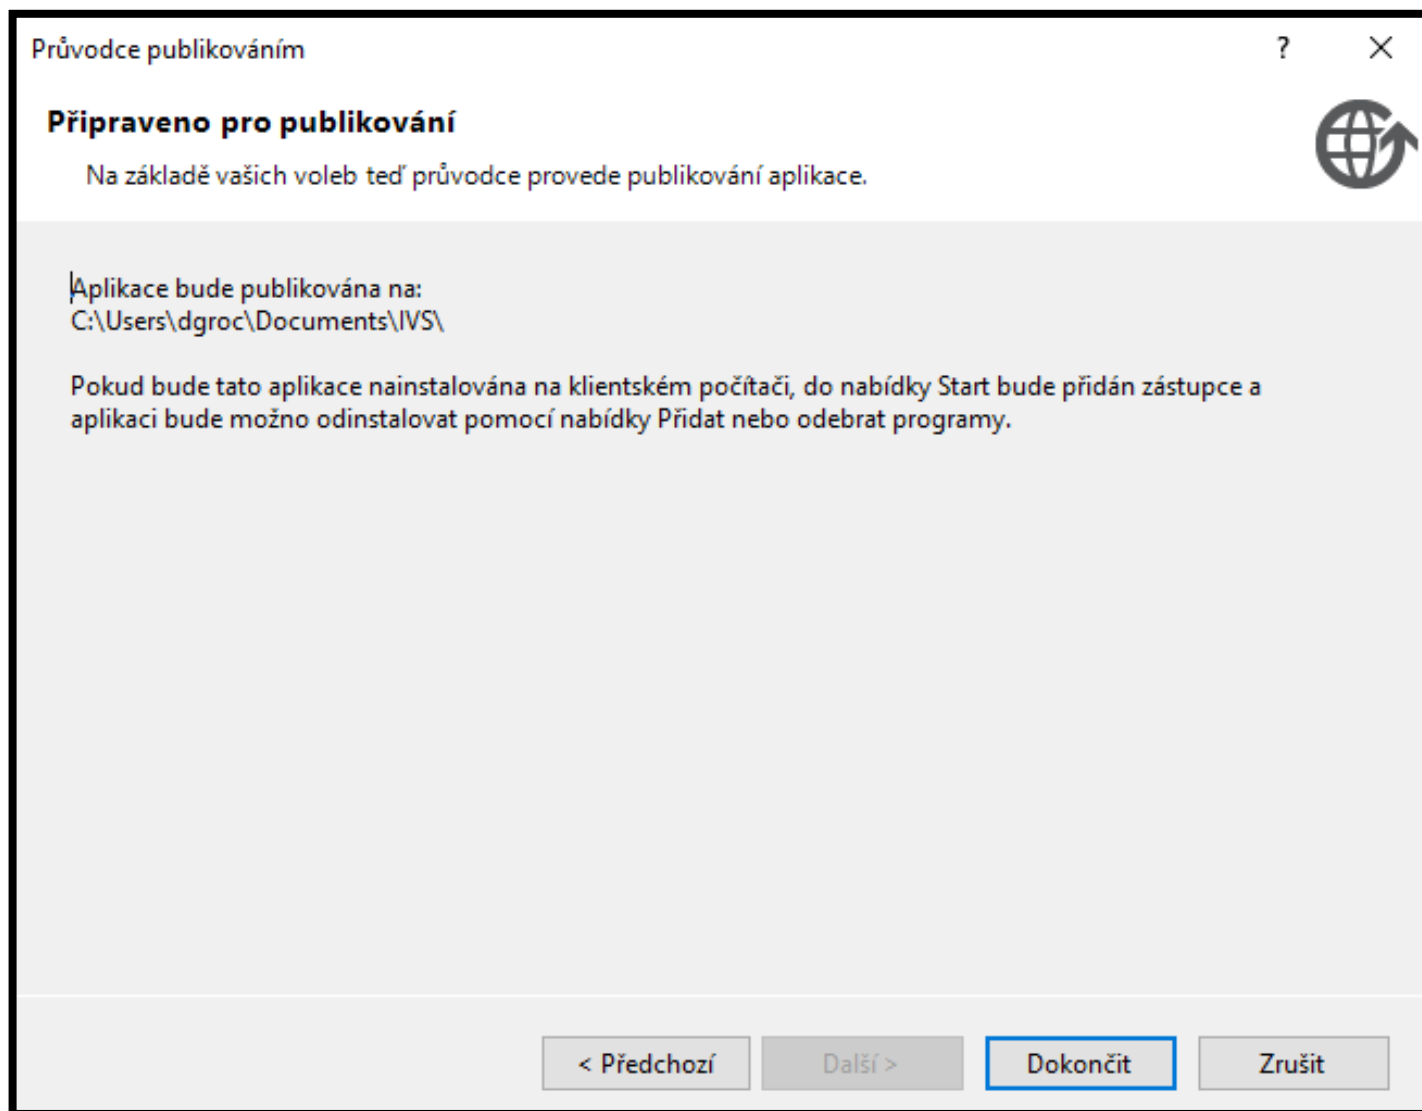 Průvodce publikováním
?
Připraveno pro publikování
Na základě vašich voleb teď průvodce provede publikování aplikace.
Aplikace bude publikována na:
C:\Users\dgroc\Documents\IVS\
Pokud bude tato aplikace nainstalována na klientském počítači, do nabídky Start bude přidán zástupce a
aplikaci bude možno odinstalovat pomocí nabídky Přidat nebo odebrat programy.
< Předchozí
Další >
Dokončit
Zrušit